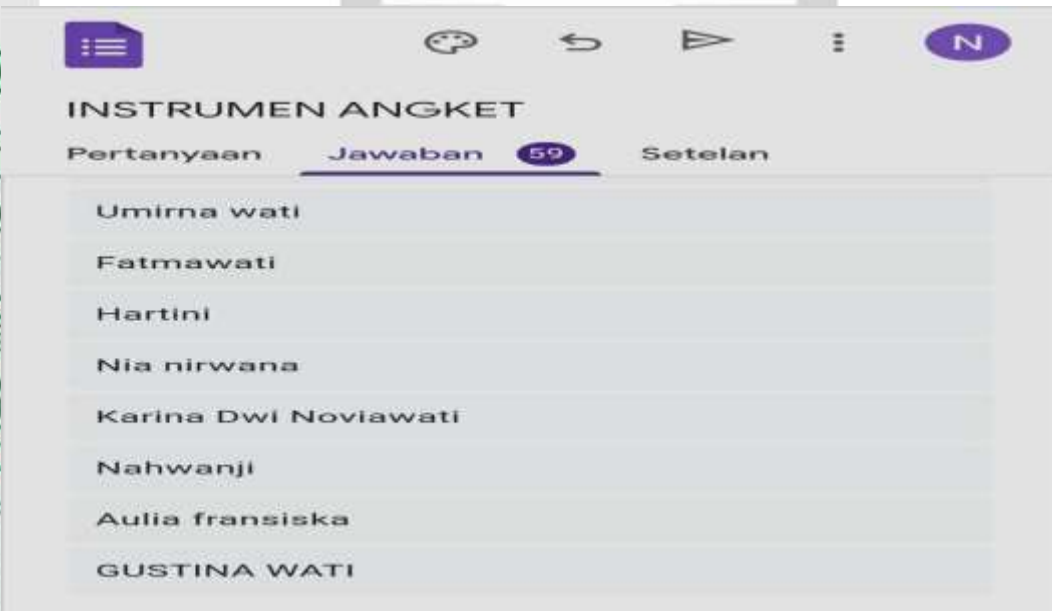 N
INSTRUMEN ANGKET
Pertanyaan Jawaban 59 Setelan
Umirna wati
Fatmawati
Hartini
Nia nirwana
Karina Dwi Noviawati
Nahwanji
Aulia fransiska
GUSTINA WATI